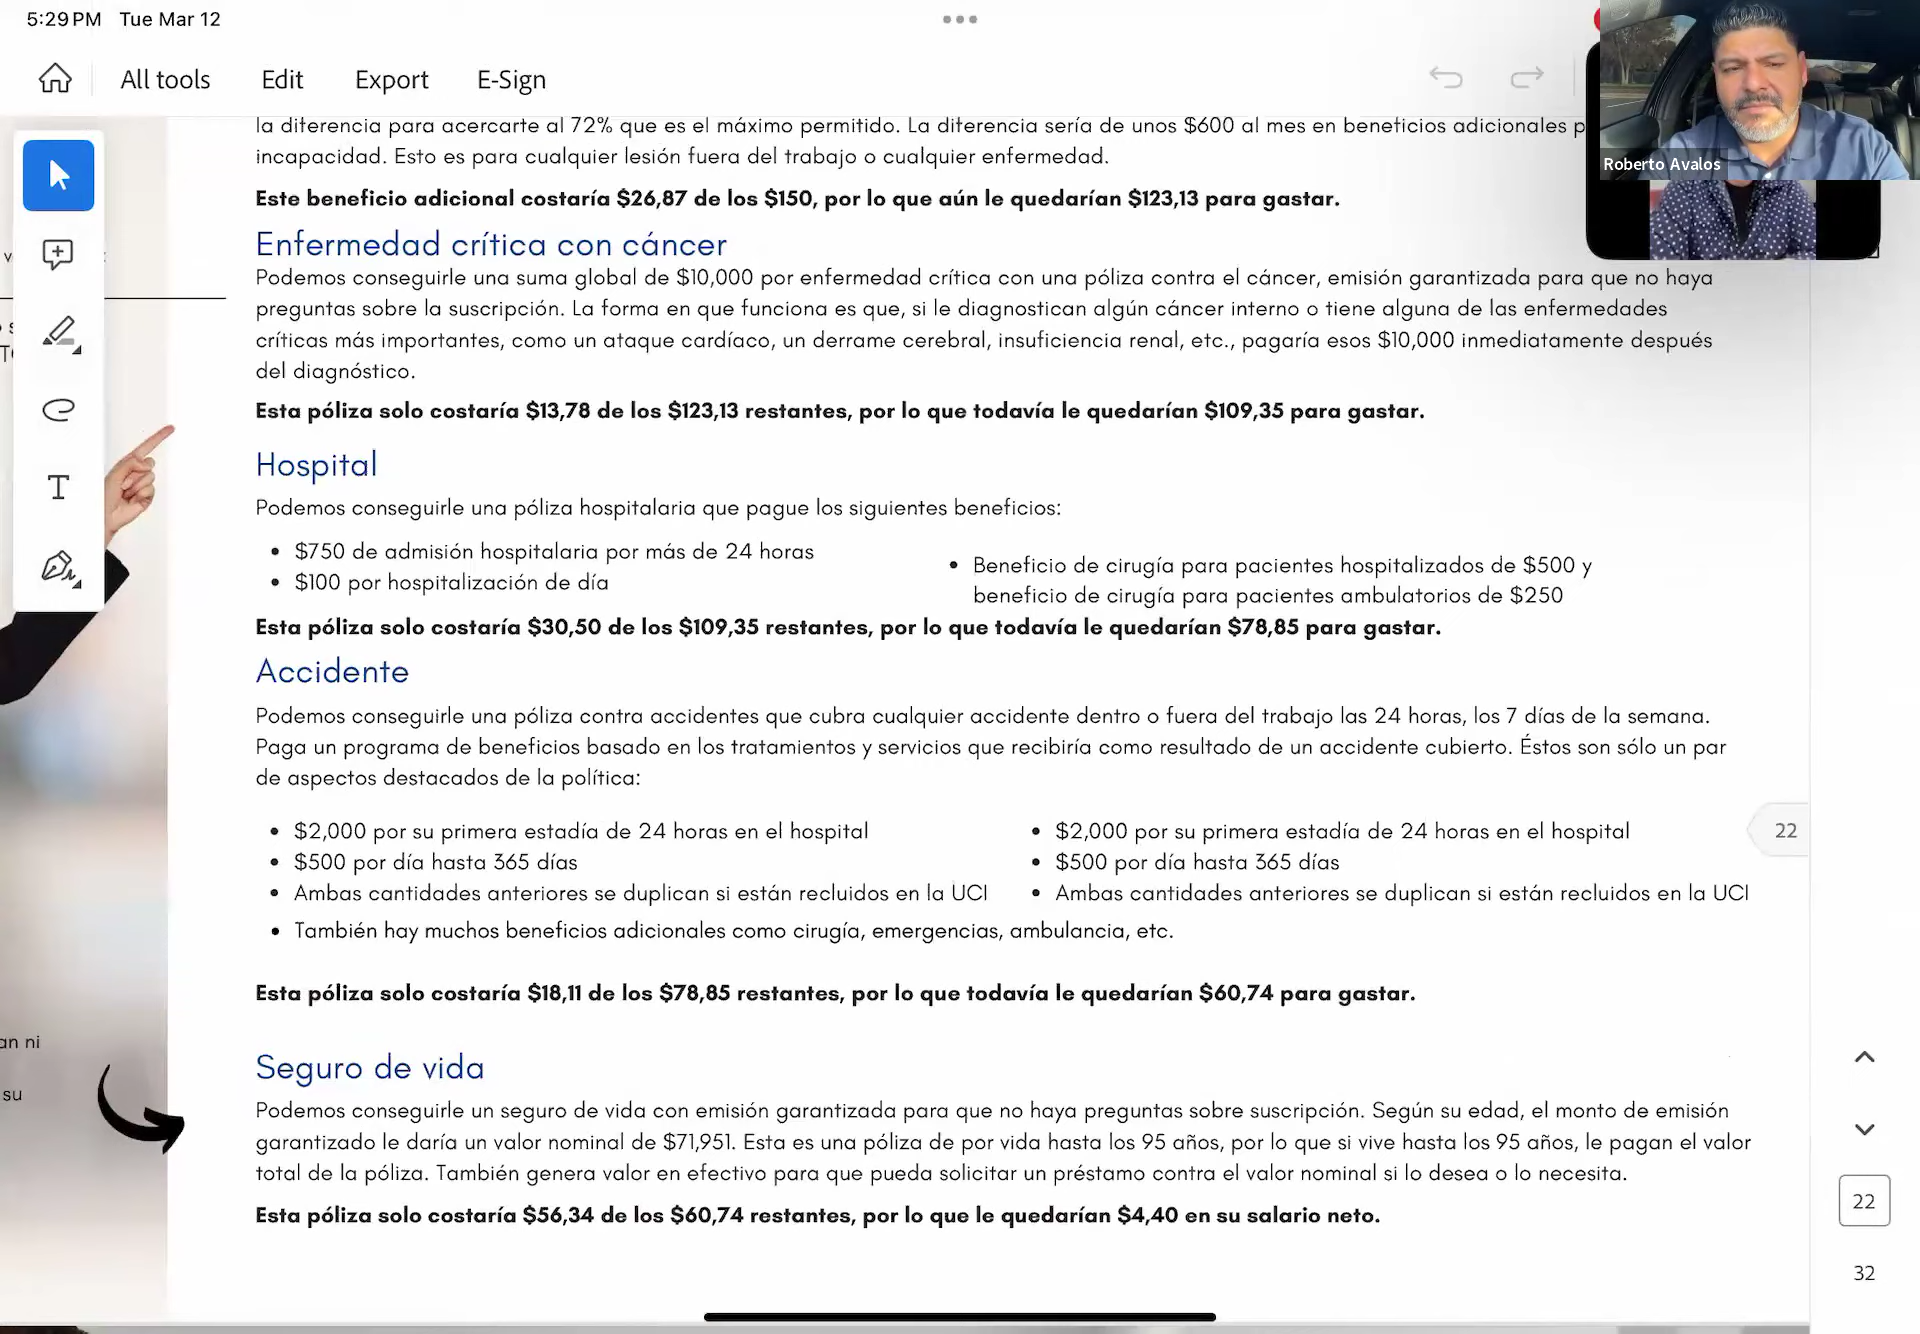 5:29 PM Tue Mar 12
All tools Edit Export E-Sign
Roberto Avalos
la diferencia para acercarte al 72% que es el máximo permitido. La diferencia sería de unos $600 al mes en beneficios adicionales
incapacidad. Esto es para cualquier lesión fuera del trabajo o cualquier enfermedad.
Este beneficio adicional costaría $26,87 de los $150, por lo que aún le quedarían $123,13 para gastar.
Enfermedad crítica con cáncer
Podemos conseguirle una suma global de $10,000 por enfermedad crítica con una póliza contra el cáncer, emisión garantizada para que no haya
preguntas sobre la suscripción. La forma en que funciona es que, si le diagnostican algún cáncer interno o tiene alguna de las enfermedades
críticas más importantes, como un ataque cardíaco, un derrame cerebral, insuficiencia renal, etc., pagaría esos $10,000 inmediatamente después
del diagnóstico.
Esta póliza solo costaría $13,78 de los $123,13 restantes, por lo que todavía le quedarían $109,35 para gastar.
Hospital
Podemos conseguirle una póliza hospitalaria que pague los siguientes beneficios:
• $750 de admisión hospitalaria por más de 24 horas
• $100 por hospitalización de día
• Beneficio de cirugía para pacientes hospitalizados de $500 y
beneficio de cirugía para pacientes ambulatorios de $250
Esta póliza solo costaría $30,50 de los $109,35 restantes, por lo que todavía le quedarían $78,85 para gastar.
Accidente
Podemos conseguirle una póliza contra accidentes que cubra cualquier accidente dentro o fuera del trabajo las 24 horas, los 7 días de la semana.
Paga un programa de beneficios basado en los tratamientos y servicios que recibiría como resultado de un accidente cubierto. Éstos son sólo un par
de aspectos destacados de la política:
• $2,000 por su primera estadía de 24 horas en el hospital
• $500 por día hasta 365 días
• Ambas cantidades anteriores se duplican si están recluidos en la UCI
• $2,000 por su primera estadía de 24 horas en el hospital
• $500 por día hasta 365 días
• Ambas cantidades anteriores se duplican si están recluidos en la UCI
• También hay muchos beneficios adicionales como cirugía, emergencias, ambulancia, etc.
22
Esta póliza solo costaría $18,11 de los $78,85 restantes, por lo que todavía le quedarían $60,74 para gastar.
an ni
su
Seguro de vida
Podemos conseguirle un seguro de vida con emisión garantizada para que no haya preguntas sobre suscripción. Según su edad, el monto de emisión
garantizado le daría un valor nominal de $71,951. Esta es una póliza de por vida hasta los 95 años, por lo que si vive hasta los 95 años, le pagan el valor
total de la póliza. También genera valor en efectivo para que pueda solicitar un préstamo contra el valor nominal si lo desea o lo necesita.
Esta póliza solo costaría $56,34 de los $60,74 restantes, por lo que le quedarían $4,40 en su salario neto.
22
32